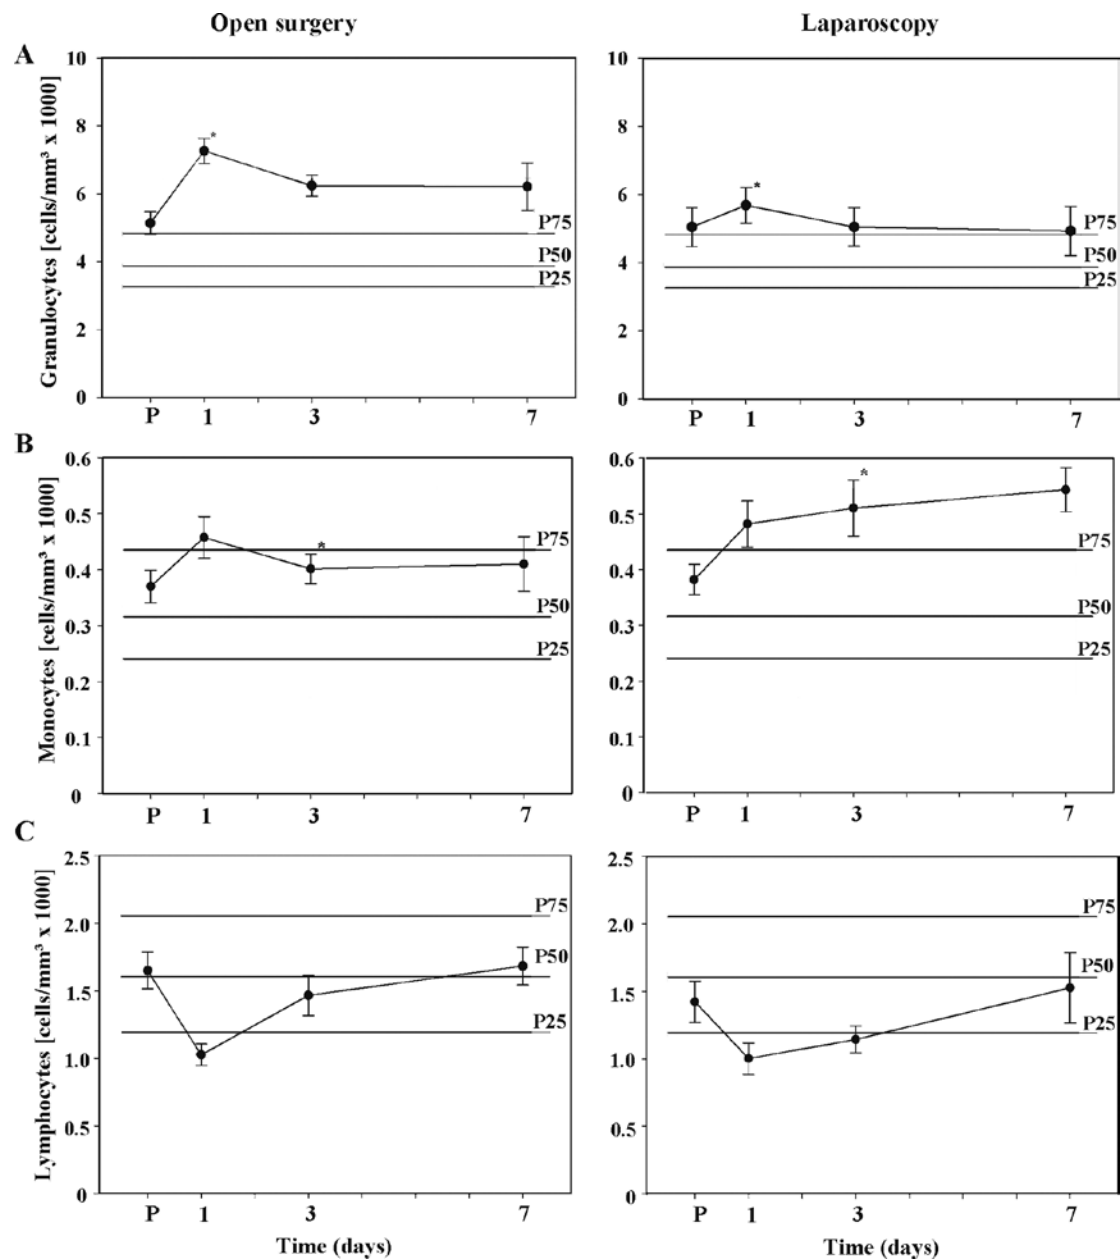 Open surgery
Laparoscopy
A
Granulocytes [cells/mm³ x 1000]
10
8
6
4
2
0
*
P75
P50
P25
P 1 3 7
10
8
6
4
2
0
*
P75
P50
P25
P 1 3 7
B
Monocytes [cells/mm³ x 1000]
0.6
0.5
0.4
0.3
0.2
0.1
0
*
P75
P50
P25
P 1 3 7
0.6
0.5
0.4
0.3
0.2
0.1
0
*
P75
P50
P25
P 1 3 7
C
Lymphocytes [cells/mm³ x 1000]
2.5
2.0
1.5
1.0
0.5
0
P75
P50
P25
P 1 3 7
Time (days)
2.5
2.0
1.5
1.0
0.5
0
P75
P50
P25
P 1 3 7
Time (days)